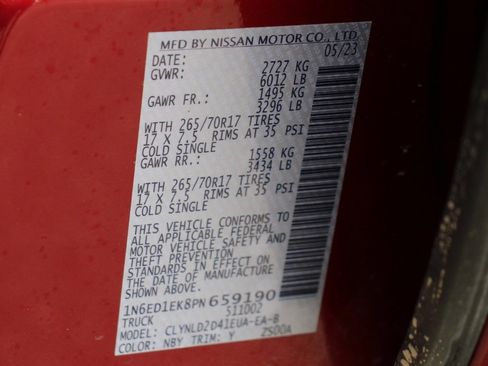 MFD BY NISSAN MOTOR CO., LTD.
DATE: 05/23
GVWR: 2727 KG
6012 LB
GAWR FR.: 1495 KG
3296 LB
WITH 265/70R17 TIRES
17 X 7.5 RIMS AT 35 PSI
COLD SINGLE
GAWR RR.: 1558 KG
3434 LB
WITH 265/70R17 TIRES
17 X 7.5 RIMS AT 35 PSI
COLD SINGLE
THIS VEHICLE CONFORMS TO
ALL APPLICABLE FEDERAL
MOTOR VEHICLE SAFETY AND
THEFT PREVENTION
STANDARDS IN EFFECT ON
THE DATE OF MANUFACTURE
SHOWN ABOVE.
1N6ED1EK8PN659190
TRUCK 511002
MODEL: CLYNLD2D41EUA-EA-B
COLOR: NBY TRIM: Y ZS00A